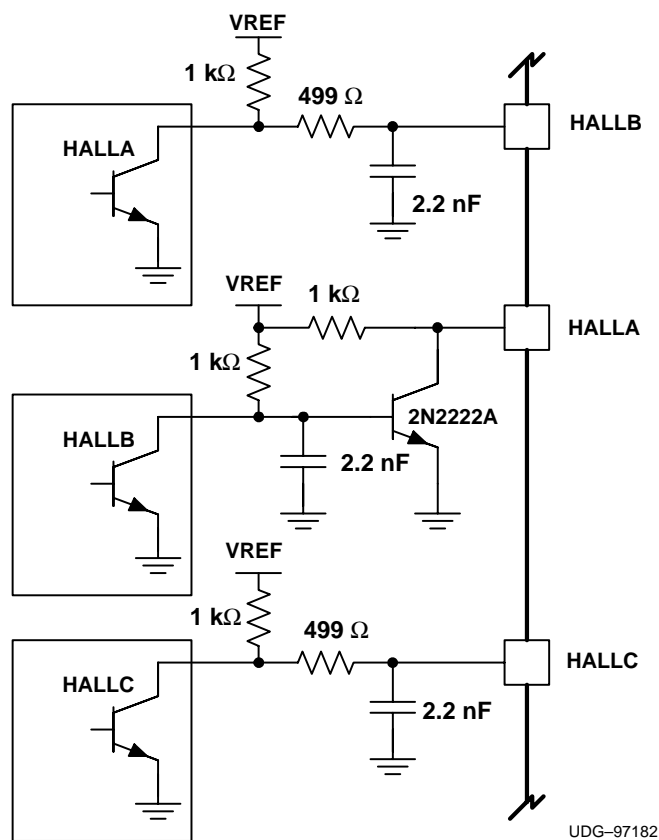 VREF
1 kΩ
499 Ω
HALLA
HALLB
2.2 nF
VREF
1 kΩ
HALLA
1 kΩ
2N2222A
HALLB
2.2 nF
VREF
1 kΩ
499 Ω
HALLC
HALLC
2.2 nF
UDG–97182